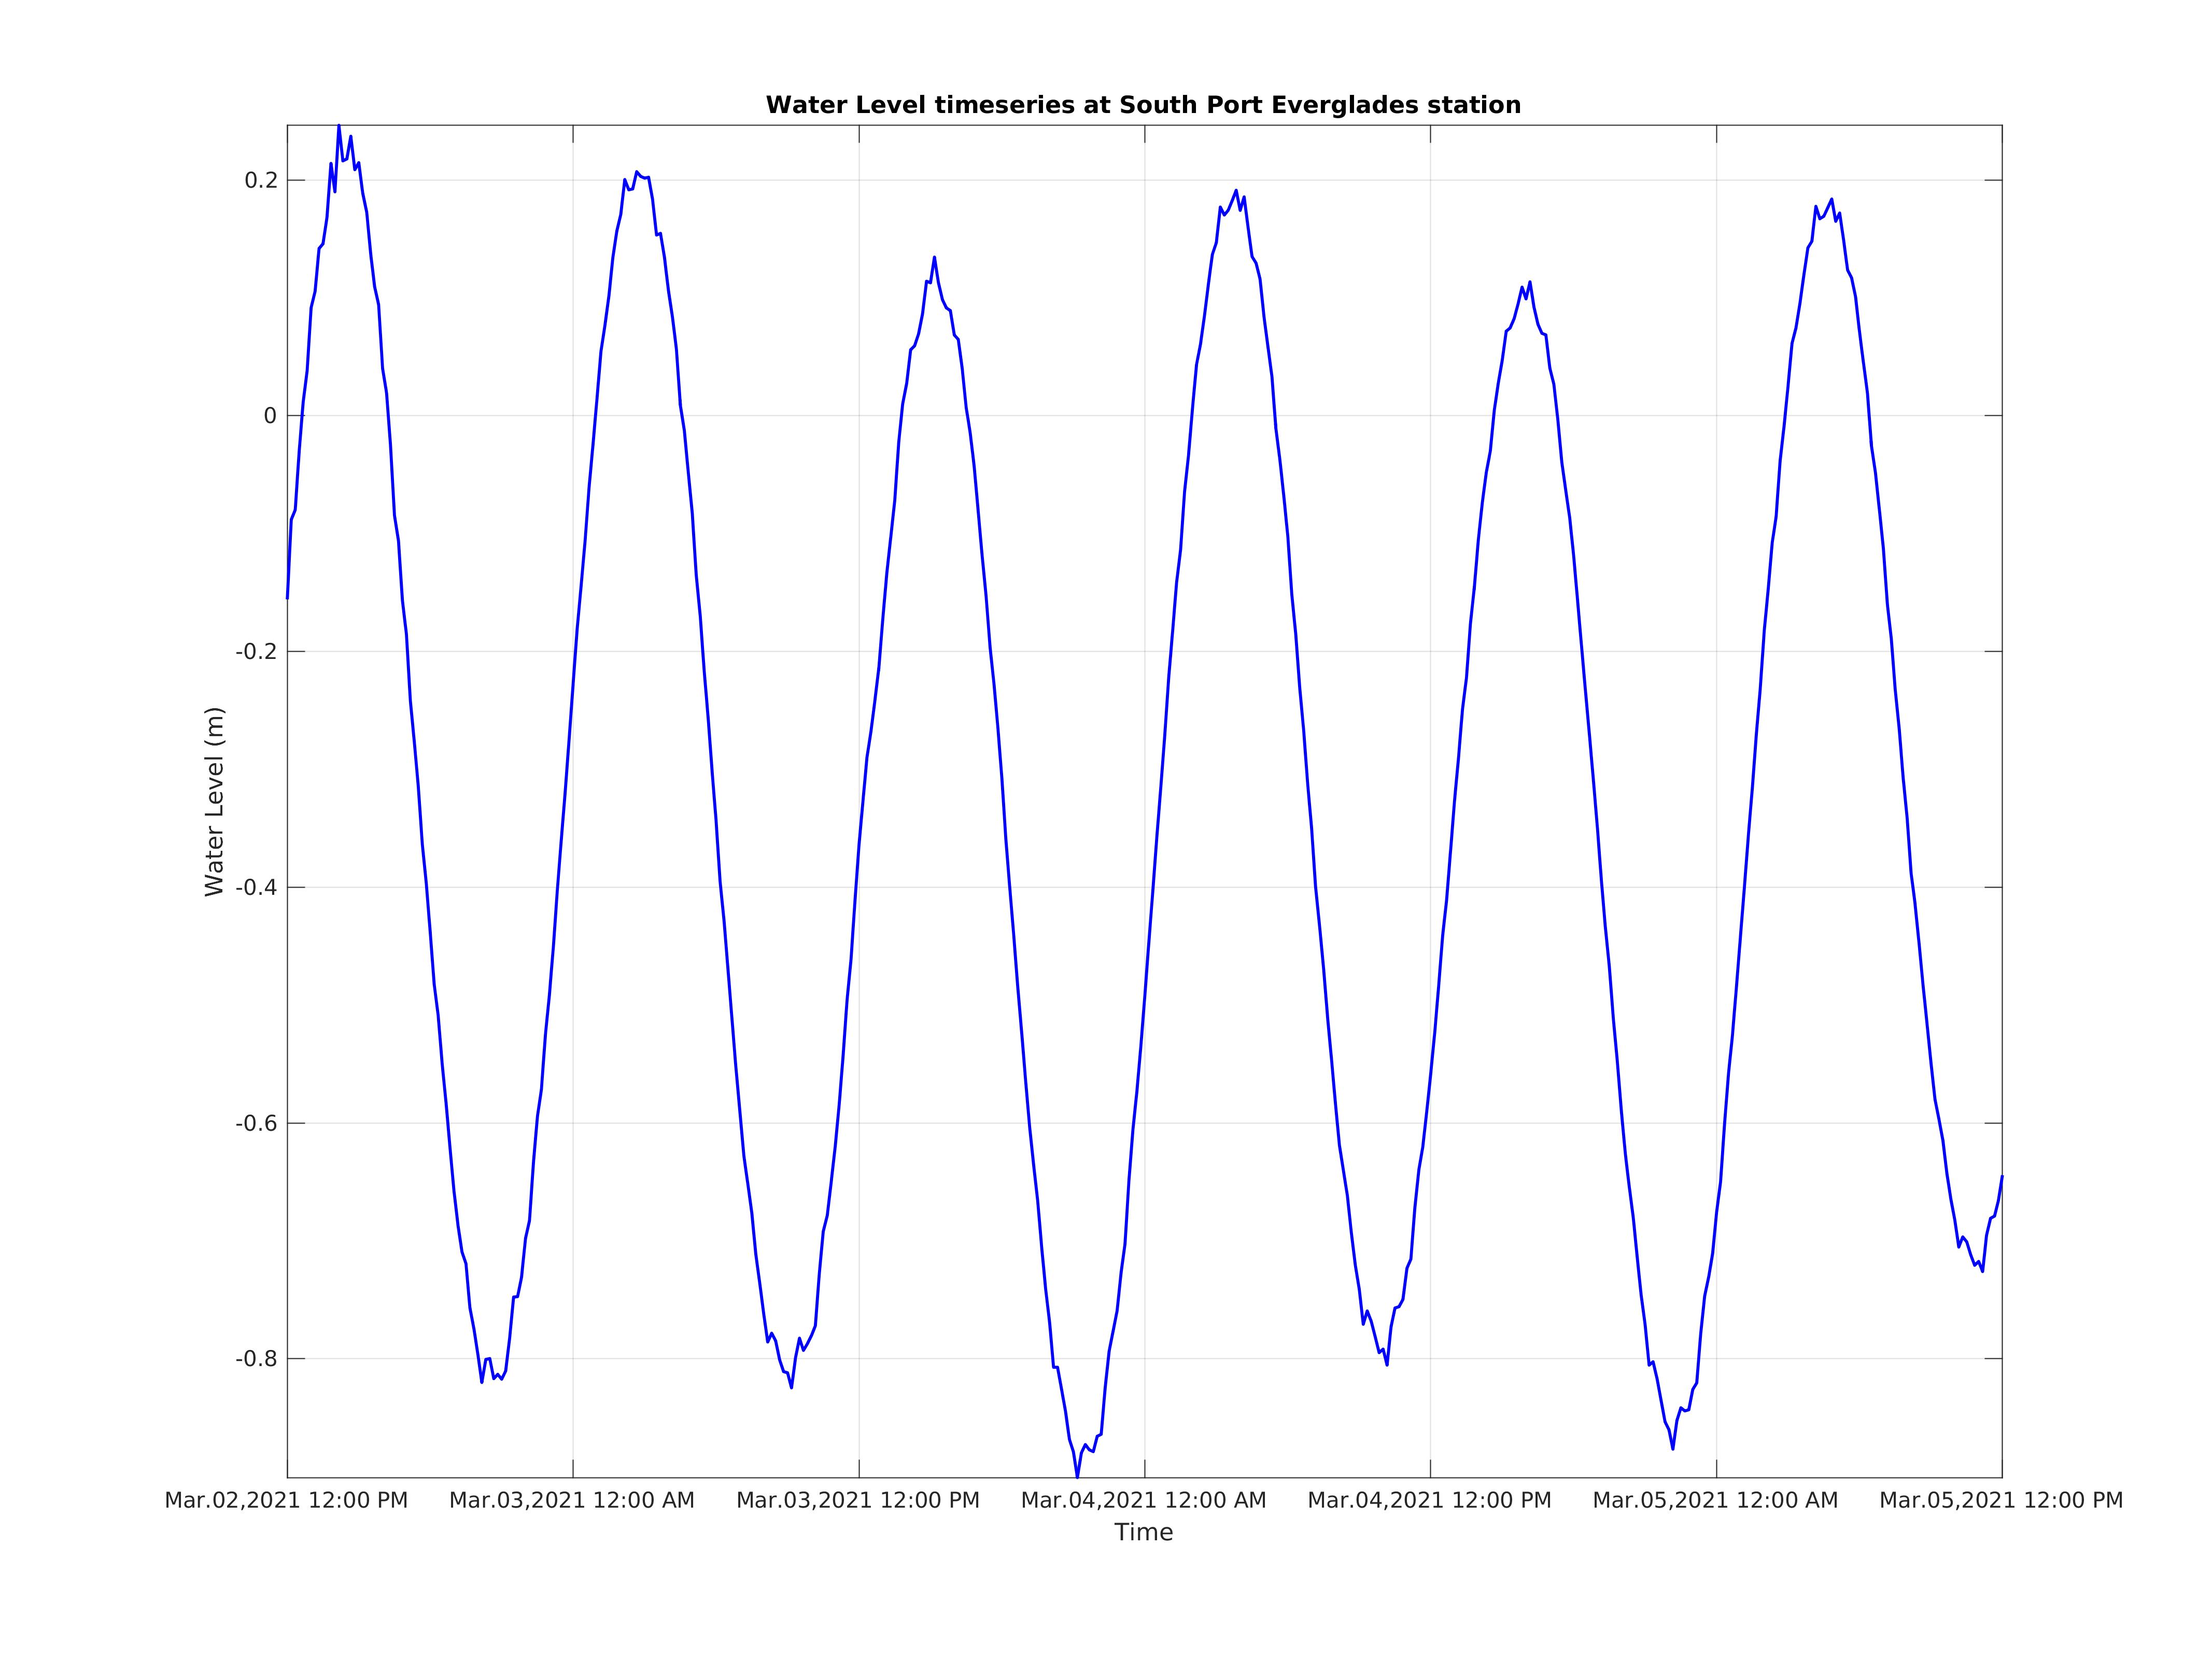 Water Level timeseries at South Port Everglades station
0.2
0
-0.2
-0.4
-0.6
-0.8
Water Level (m)
Mar.02,2021 12:00 PM Mar.03,2021 12:00 AM Mar.03,2021 12:00 PM Mar.04,2021 12:00 AM Mar.04,2021 12:00 PM Mar.05,2021 12:00 AM Mar.05,2021 12:00 PM
Time